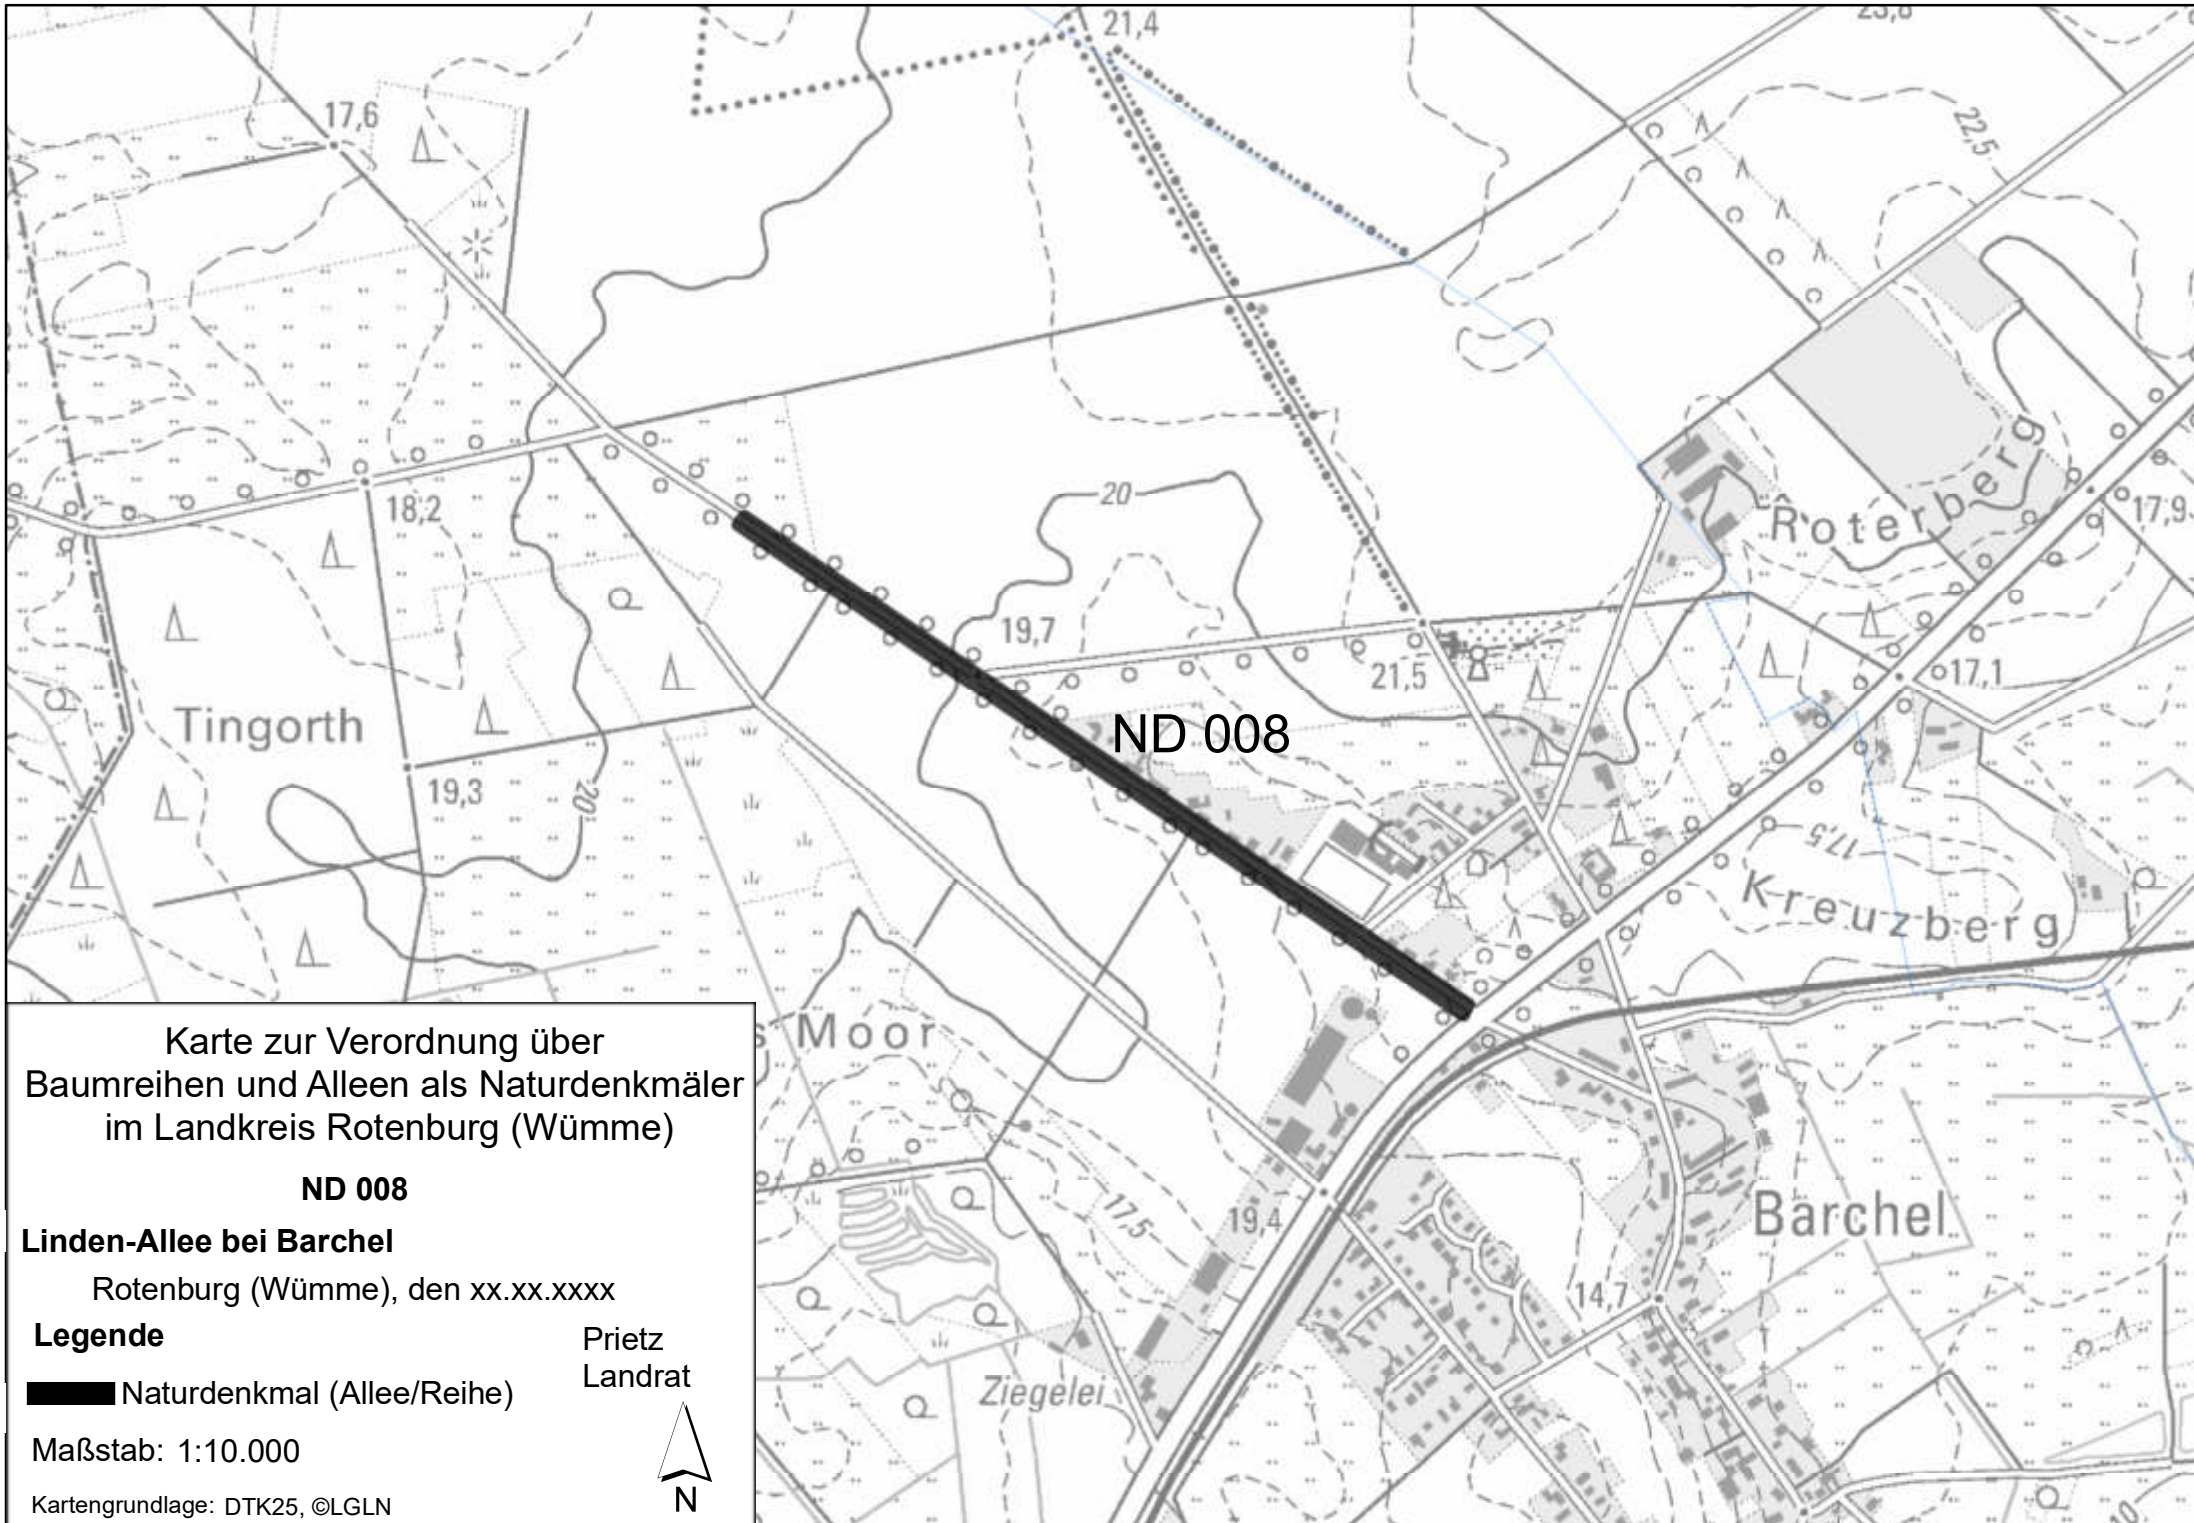 21,4
23,8
17,6
22,5
20
18,2
Roterberg
17,9
19,7
21,5
17,1
Tingorth
ND 008
19,3
20
17,5
Kreuzberg
s Moor
Karte zur Verordnung über
Baumreihen und Alleen als Naturdenkmäler
im Landkreis Rotenburg (Wümme)
ND 008
Linden-Allee bei Barchel
Rotenburg (Wümme), den xx.xx.xxxx
Legende
Prietz
Landrat
Naturdenkmal (Allee/Reihe)
Maßstab: 1:10.000
N
Kartengrundlage: DTK25, ©LGLN
17,5
19,4
Barchel
14,7
Ziegelei